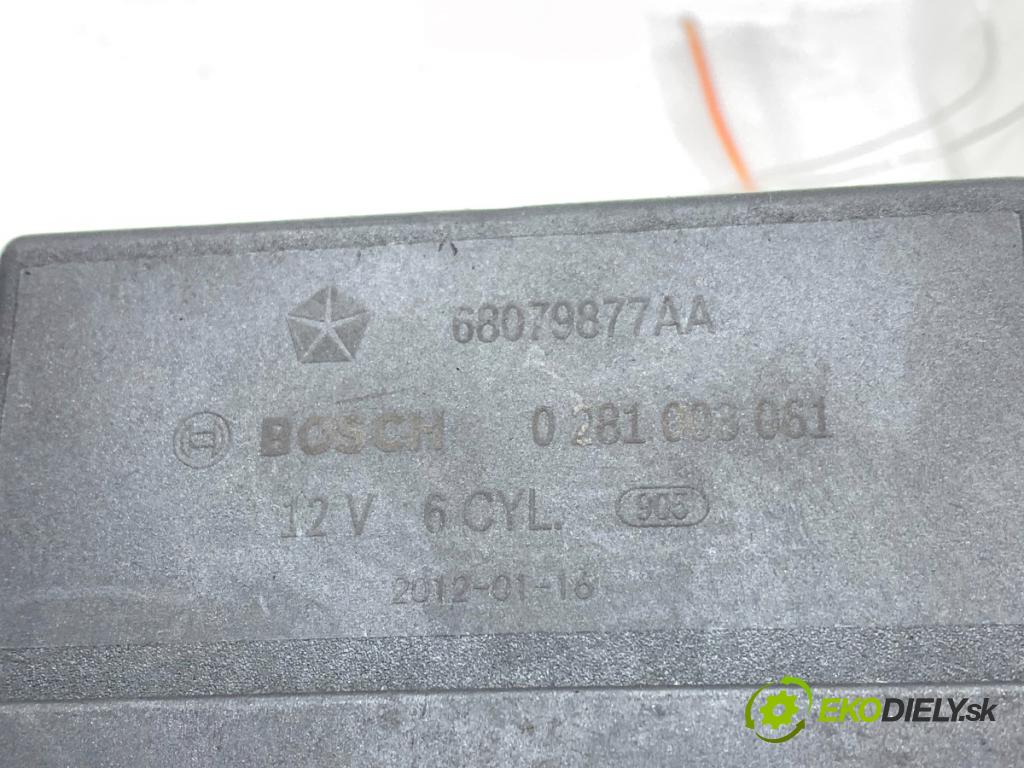 68079877AA
BOSCH 0 281 003 061
12 V 6 CYL. 905
2012-01-16
EKODIELY.sk